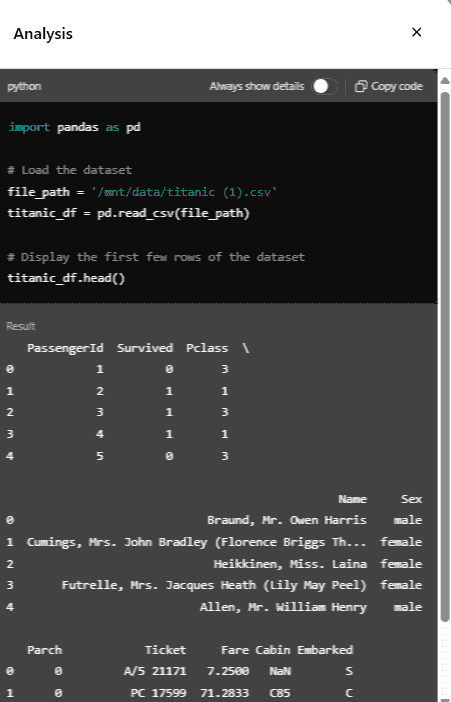 Analysis ×
python Always show details Copy code
import pandas as pd
# Load the dataset
file_path = '/mnt/data/titanic (1).csv'
titanic_df = pd.read_csv(file_path)
# Display the first few rows of the dataset
titanic_df.head()
Result
PassengerId Survived Pclass \
0 1 0 3
1 2 1 1
2 3 1 3
3 4 1 1
4 5 0 3
Name Sex
0 Braund, Mr. Owen Harris male
1 Cumings, Mrs. John Bradley (Florence Briggs Th... female
2 Heikkinen, Miss. Laina female
3 Futrelle, Mrs. Jacques Heath (Lily May Peel) female
4 Allen, Mr. William Henry male
Parch Ticket Fare Cabin Embarked
0 0 A/5 21171 7.2500 NaN S
1 0 PC 17599 71.2833 C85 C